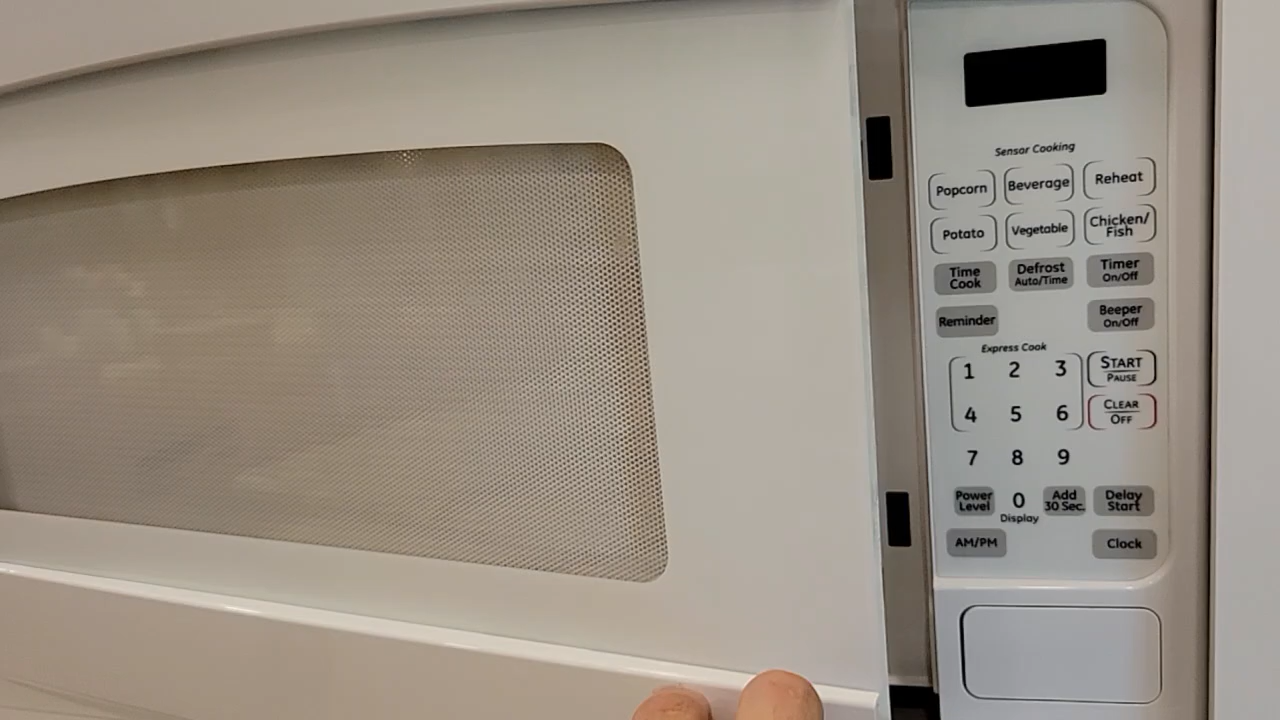 Sensor Cooking
Popcorn Beverage Reheat
Potato Vegetable Chicken/
Fish
Time
Cook
Defrost
Auto/Time
Timer
On/Off
Reminder
Beeper
On/Off
Express Cook
1 2 3
START
PAUSE
4 5 6
CLEAR
OFF
7 8 9
Power
Level
0
Display
Add
30 Sec.
Delay
Start
AM/PM
Clock